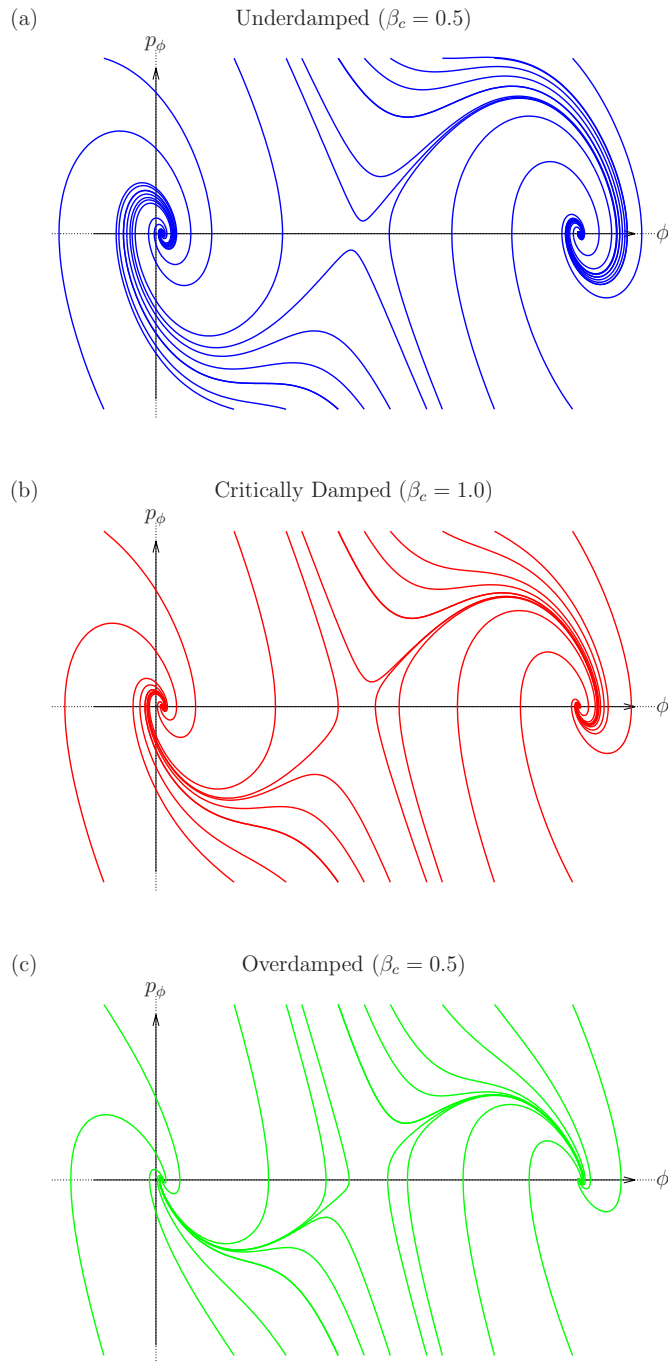 (a)
Underdamped (βc = 0.5)
pϕ
ϕ
(b)
Critically Damped (βc = 1.0)
pϕ
ϕ
(c)
Overdamped (βc = 0.5)
pϕ
ϕ